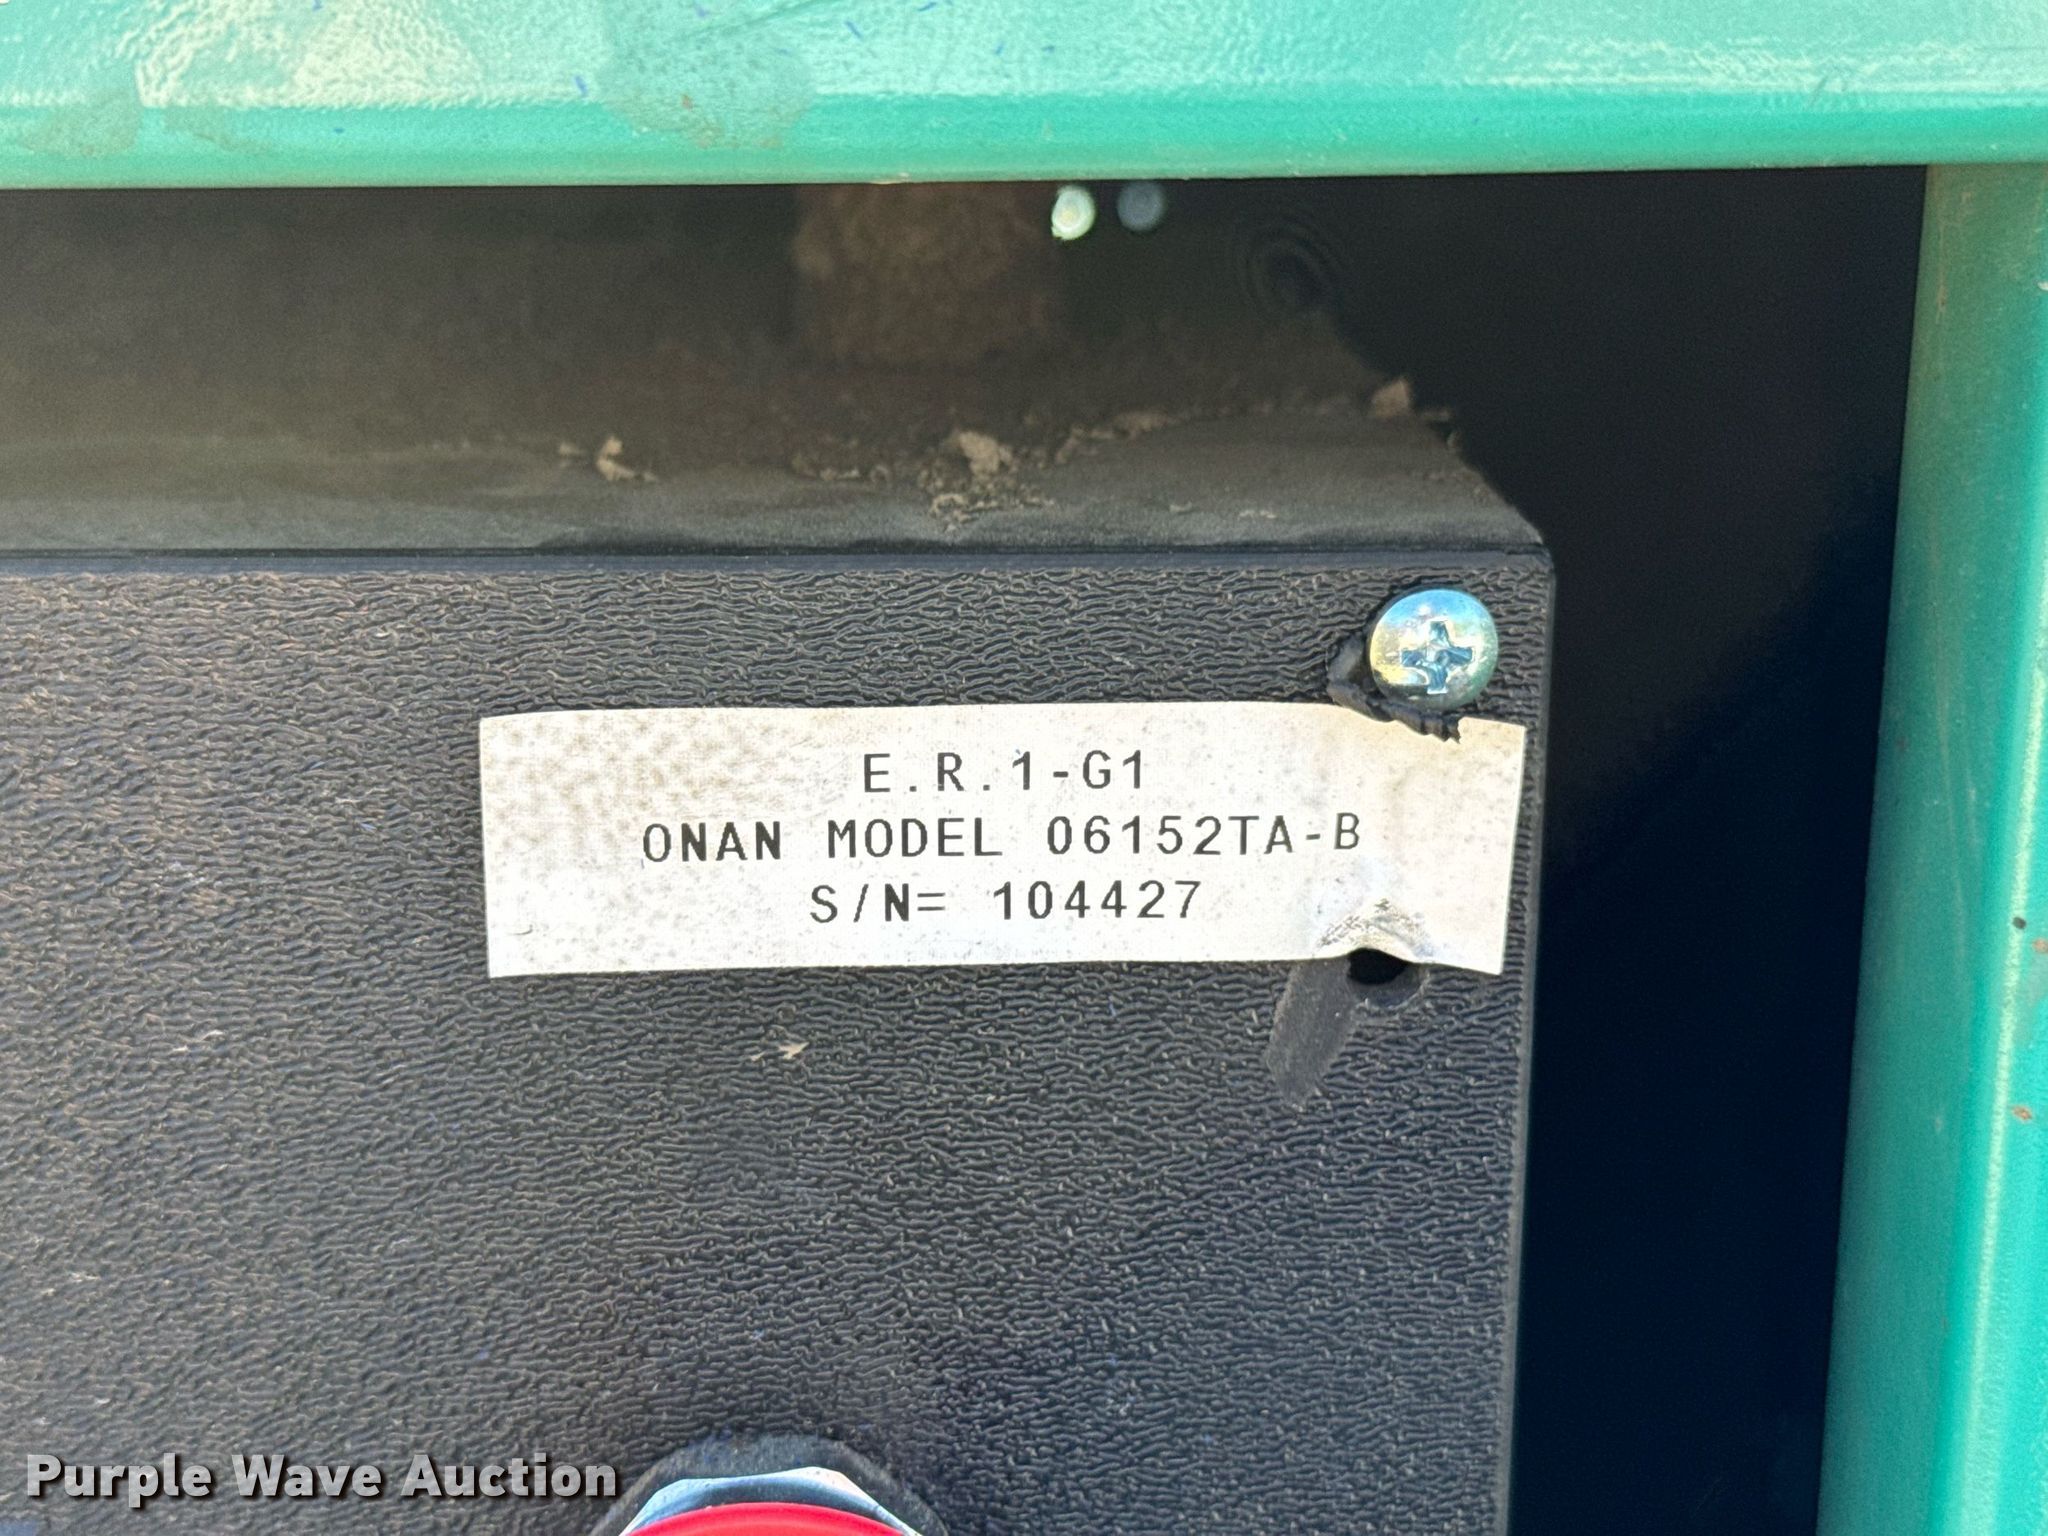 E.R.1-G1
ONAN MODEL 06152TA-B
S/N= 104427
Purple Wave Auction